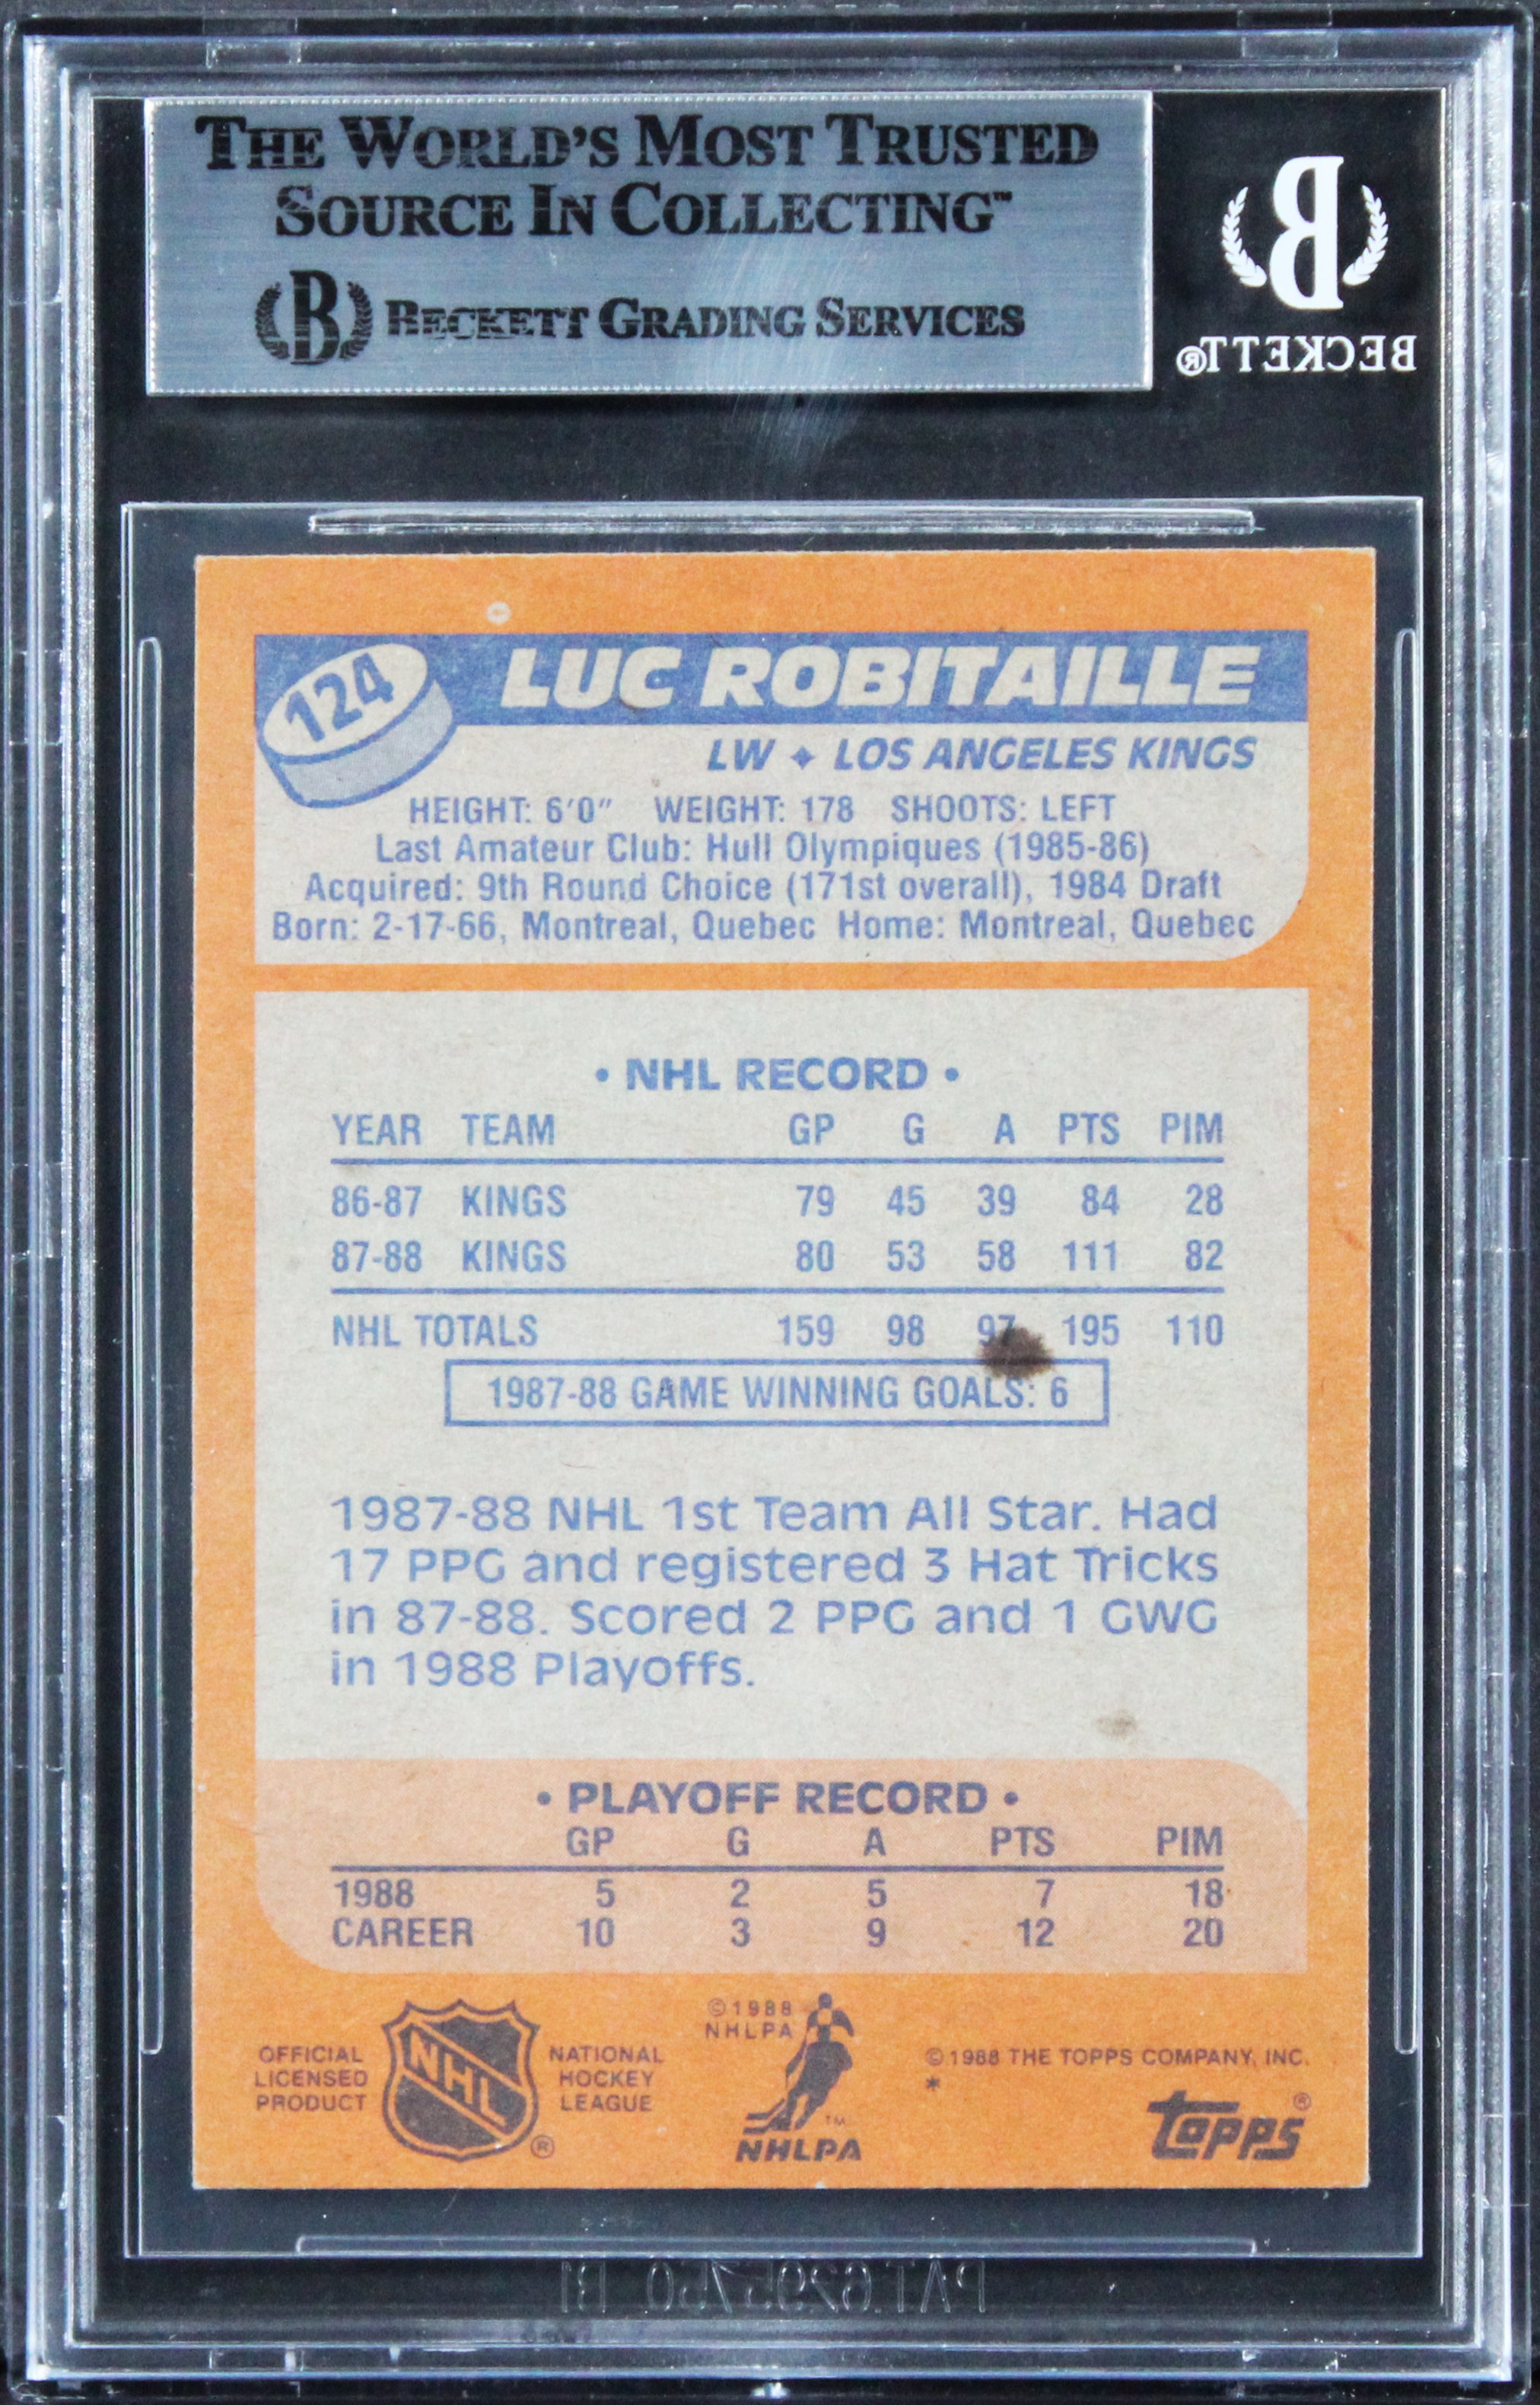 THE WORLD'S MOST TRUSTED
SOURCE IN COLLECTING™
B BECKETT GRADING SERVICES
B
BECKETT®
124
LUC ROBITAILLE
LW ✦ LOS ANGELES KINGS
HEIGHT: 6'0" WEIGHT: 178 SHOOTS: LEFT
Last Amateur Club: Hull Olympiques (1985-86)
Acquired: 9th Round Choice (171st overall), 1984 Draft
Born: 2-17-66, Montreal, Quebec Home: Montreal, Quebec
• NHL RECORD •
YEAR TEAM GP G A PTS PIM
86-87 KINGS 79 45 39 84 28
87-88 KINGS 80 53 58 111 82
NHL TOTALS 159 98 97 195 110
1987-88 GAME WINNING GOALS: 6
1987-88 NHL 1st Team All Star. Had
17 PPG and registered 3 Hat Tricks
in 87-88. Scored 2 PPG and 1 GWG
in 1988 Playoffs.
• PLAYOFF RECORD •
GP G A PTS PIM
1988 5 2 5 7 18
CAREER 10 3 9 12 20
OFFICIAL
LICENSED
PRODUCT
NHL
®
NATIONAL
HOCKEY
LEAGUE
©1988
NHLPA
TM
NHLPA
©1988 THE TOPPS COMPANY, INC.
*
topps®